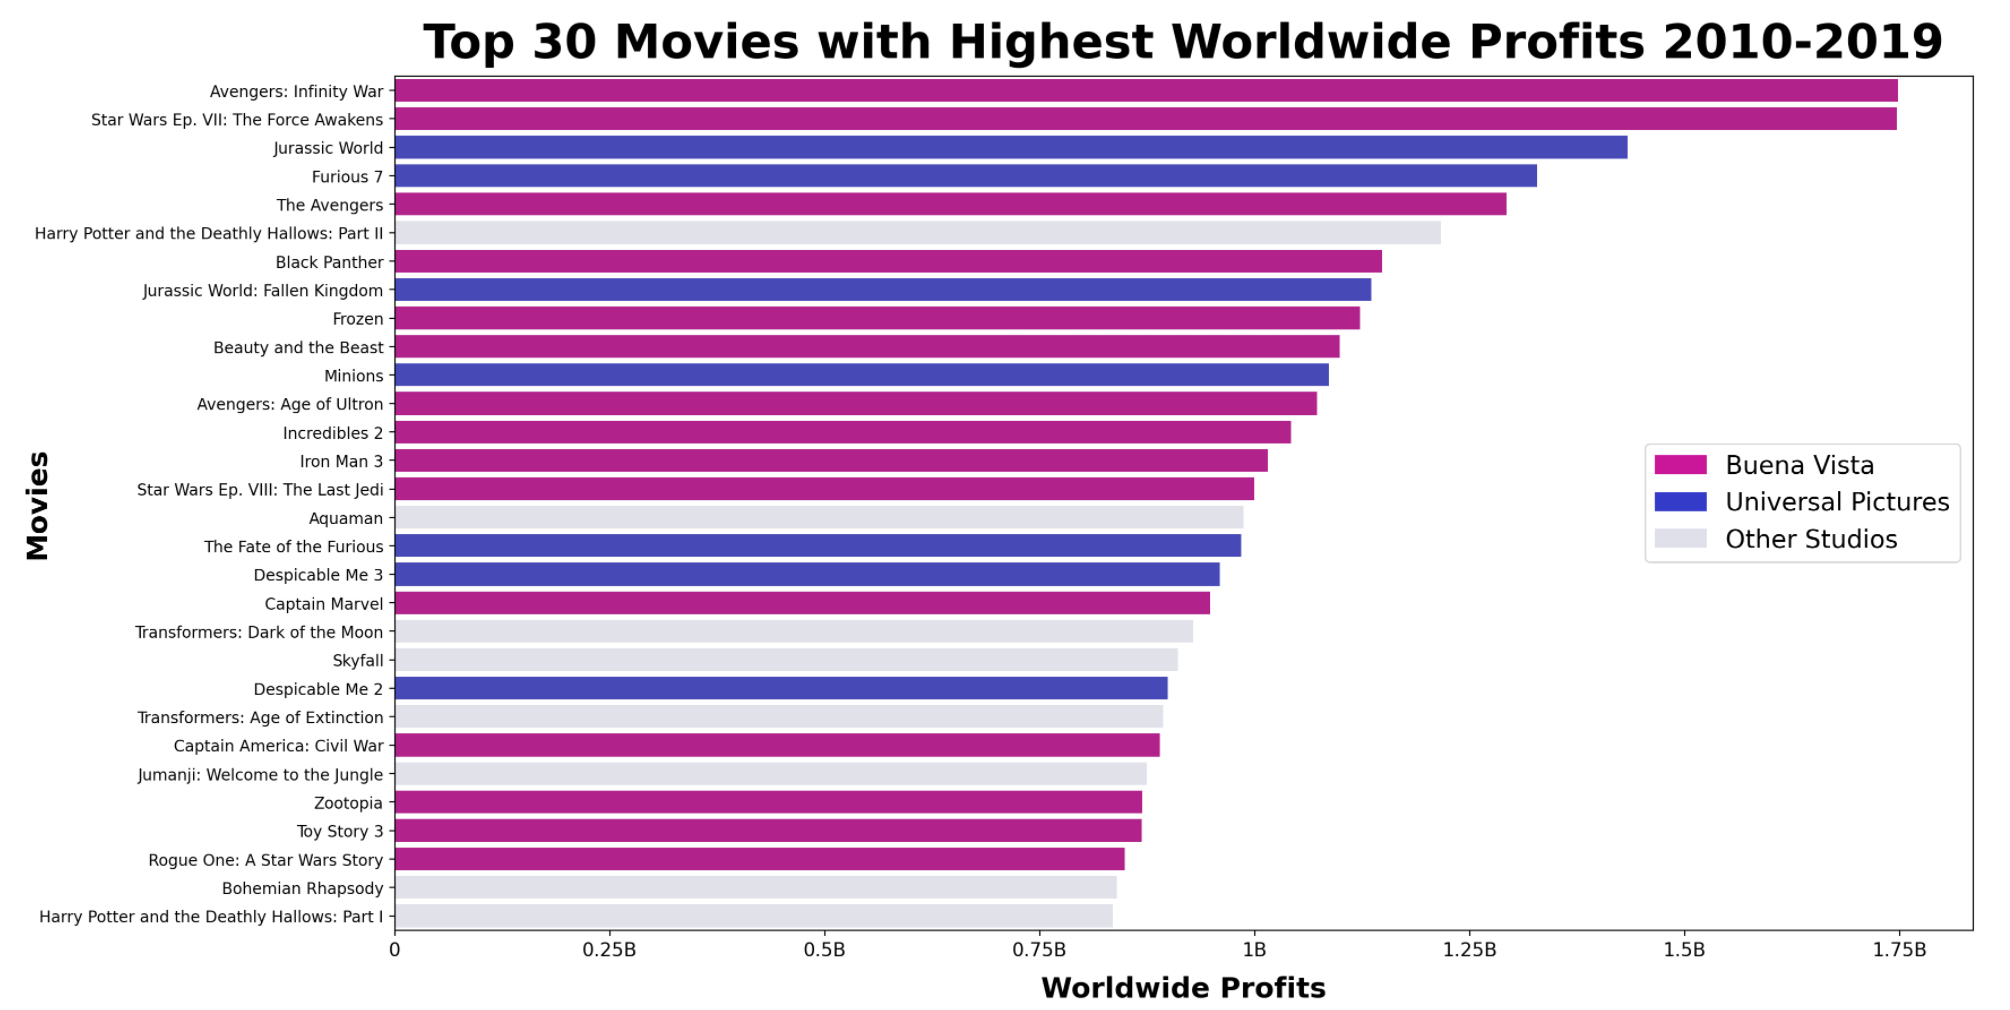 Top 30 Movies with Highest Worldwide Profits 2010-2019
Movies
Avengers: Infinity War
Star Wars Ep. VII: The Force Awakens
Jurassic World
Furious 7
The Avengers
Harry Potter and the Deathly Hallows: Part II
Black Panther
Jurassic World: Fallen Kingdom
Frozen
Beauty and the Beast
Minions
Avengers: Age of Ultron
Incredibles 2
Iron Man 3
Star Wars Ep. VIII: The Last Jedi
Aquaman
The Fate of the Furious
Despicable Me 3
Captain Marvel
Transformers: Dark of the Moon
Skyfall
Despicable Me 2
Transformers: Age of Extinction
Captain America: Civil War
Jumanji: Welcome to the Jungle
Zootopia
Toy Story 3
Rogue One: A Star Wars Story
Bohemian Rhapsody
Harry Potter and the Deathly Hallows: Part I
Buena Vista
Universal Pictures
Other Studios
0 0.25B 0.5B 0.75B 1B 1.25B 1.5B 1.75B
Worldwide Profits